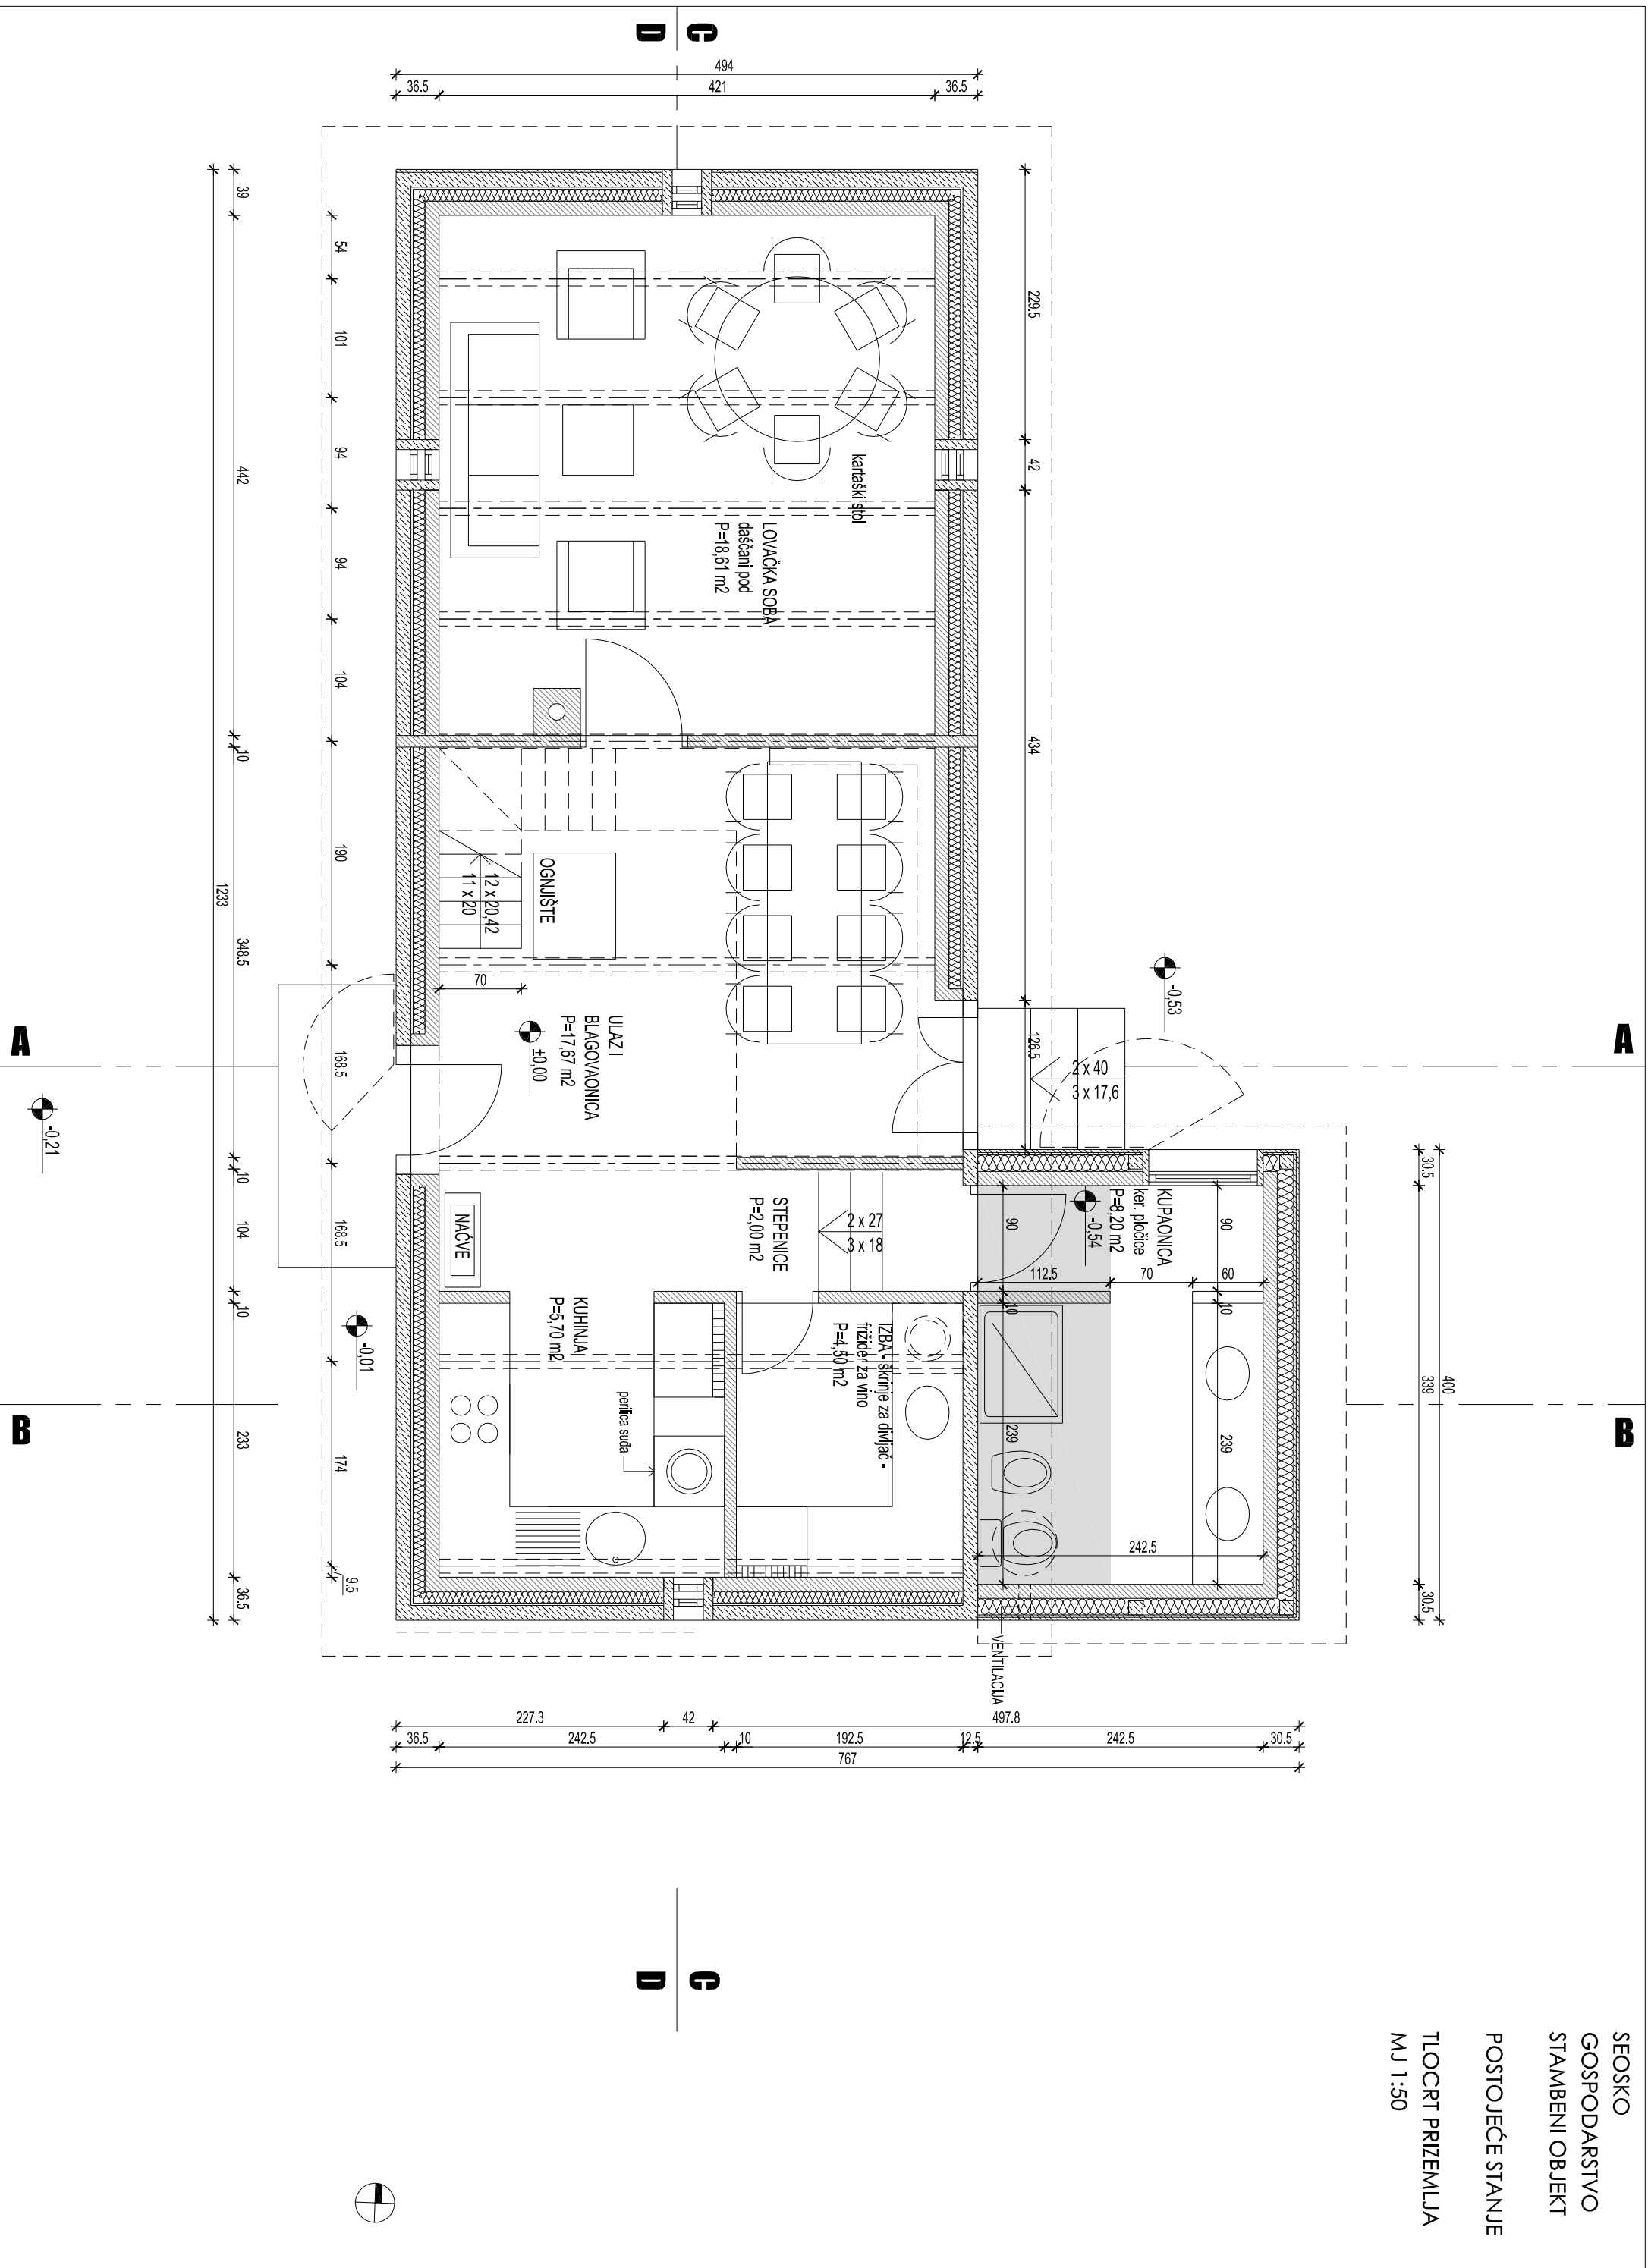 SEOSKO
GOSPODARSTVO
STAMBENI OBJEKT
POSTOJEĆE STANJE
TLOCRT PRIZEMLJA
MJ 1:50
C
D
494
36.5
421
36.5
A
A
B
B
C
D
39
442
10
348.5
10
104
10
233
36.5
1233
54
101
94
94
104
190
168.5
168.5
174
9.5
229.5
42
434
126.5
400
30.5
339
30.5
227.3
42
497.8
36.5
242.5
10
192.5
12.5
242.5
30.5
767
kartaški stol
LOVAČKA SOBA
daščani pod
P=18,61 m2
OGNJIŠTE
12 x 20,42
11 x 20
70
ULAZ I
BLAGOVAONICA
P=17,67 m2
±0,00
-0,53
2 x 40
3 x 17,6
-0,21
-0,01
NAĆVE
STEPENICE
P=2,00 m2
2 x 27
3 x 18
KUHINJA
P=5,70 m2
perilica suđa
IZBA - škrinje za divljač -
frižider za vino
P=4,50 m2
KUPAONICA
ker. pločice
P=8,20 m2
-0,54
90
90
112.5
70
60
10
10
239
239
242.5
VENTILACIJA